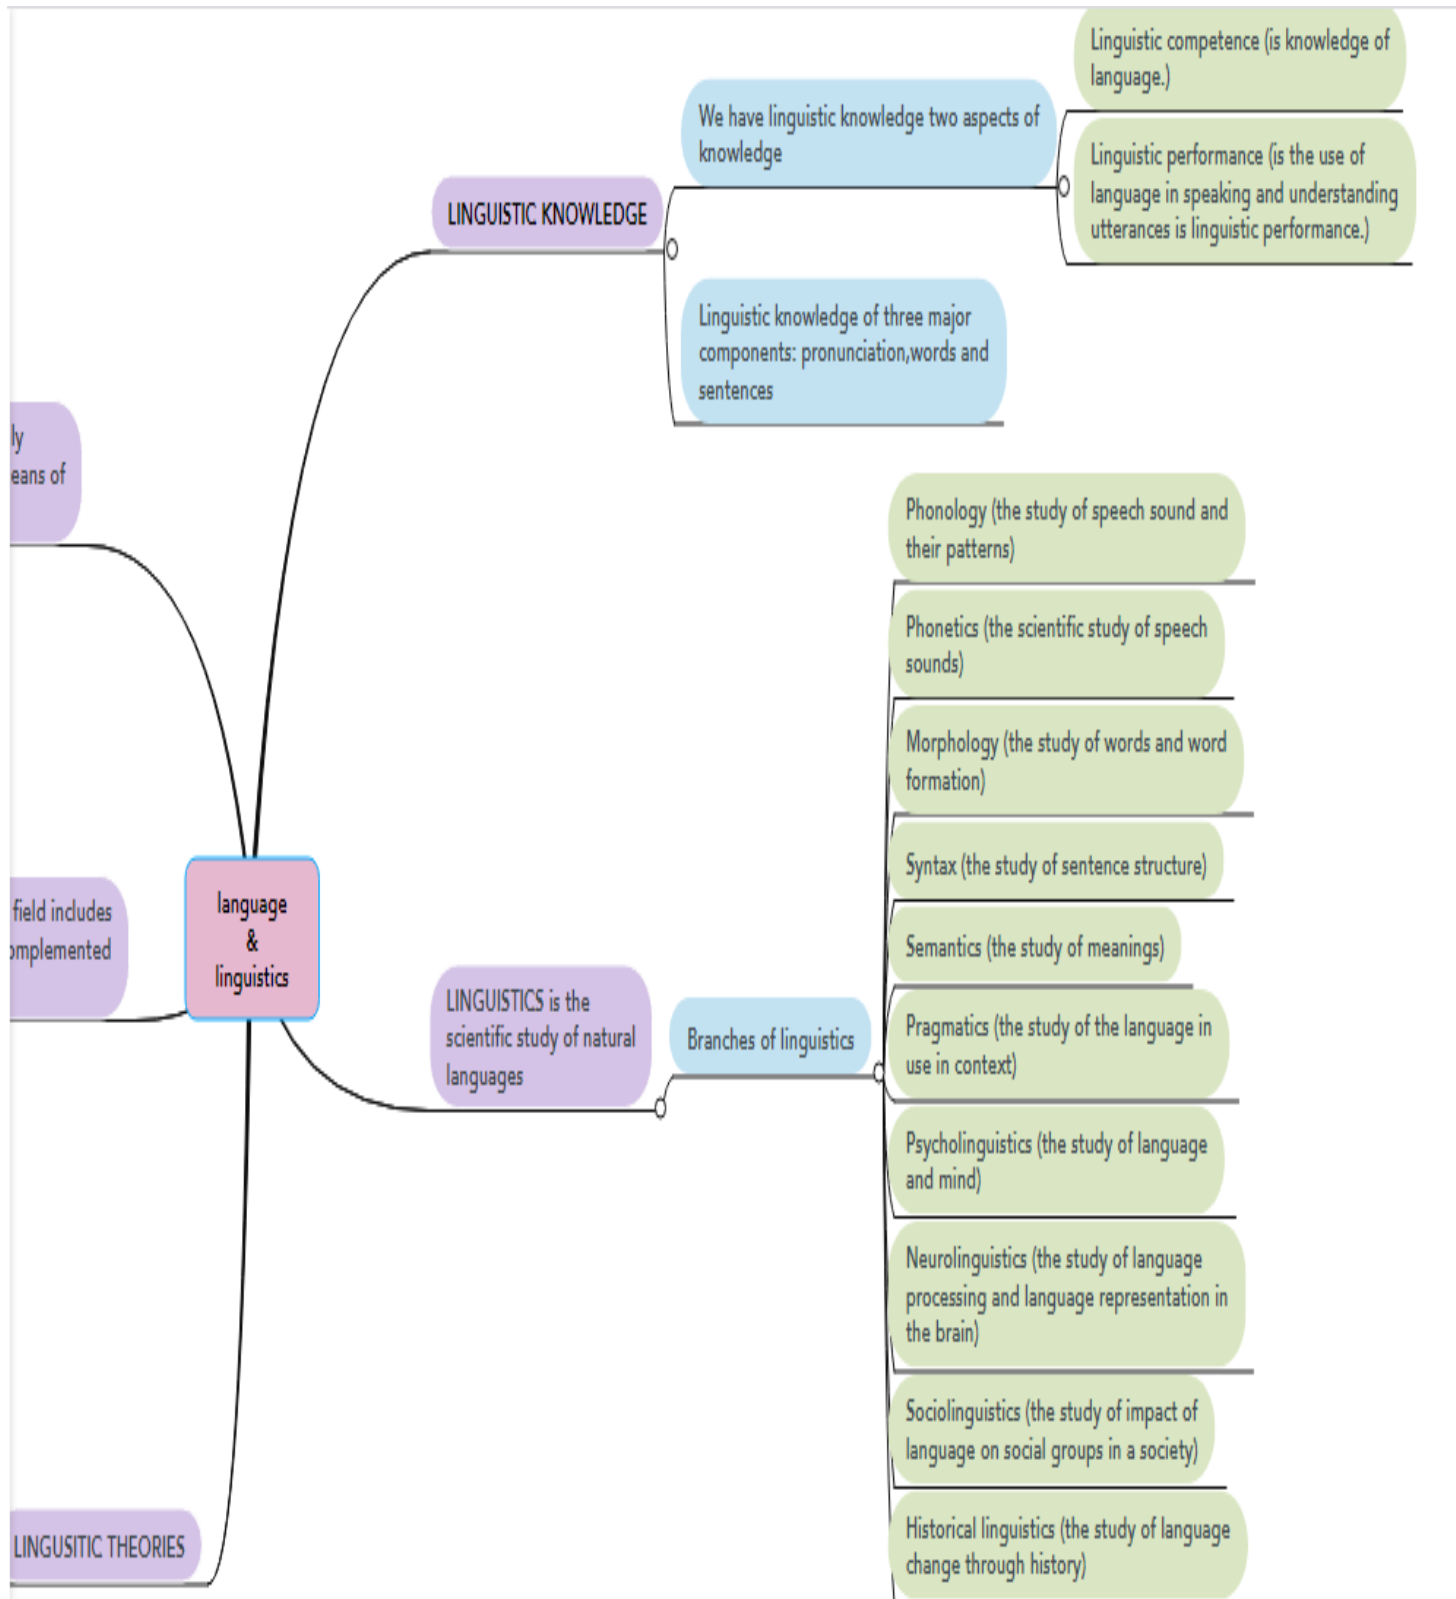 Linguistic competence (is knowledge of
language.)
We have linguistic knowledge two aspects of
knowledge
Linguistic performance (is the use of
language in speaking and understanding
utterances is linguistic performance.)
LINGUISTIC KNOWLEDGE
Linguistic knowledge of three major
components: pronunciation,words and
sentences
ly
eans of
field includes
omplemented
language
&
linguistics
LINGUISTICS is the
scientific study of natural
languages
Branches of linguistics
Phonology (the study of speech sound and
their patterns)
Phonetics (the scientific study of speech
sounds)
Morphology (the study of words and word
formation)
Syntax (the study of sentence structure)
Semantics (the study of meanings)
Pragmatics (the study of the language in
use in context)
Psycholinguistics (the study of language
and mind)
Neurolinguistics (the study of language
processing and language representation in
the brain)
Sociolinguistics (the study of impact of
language on social groups in a society)
Historical linguistics (the study of language
change through history)
LINGUSITIC THEORIES